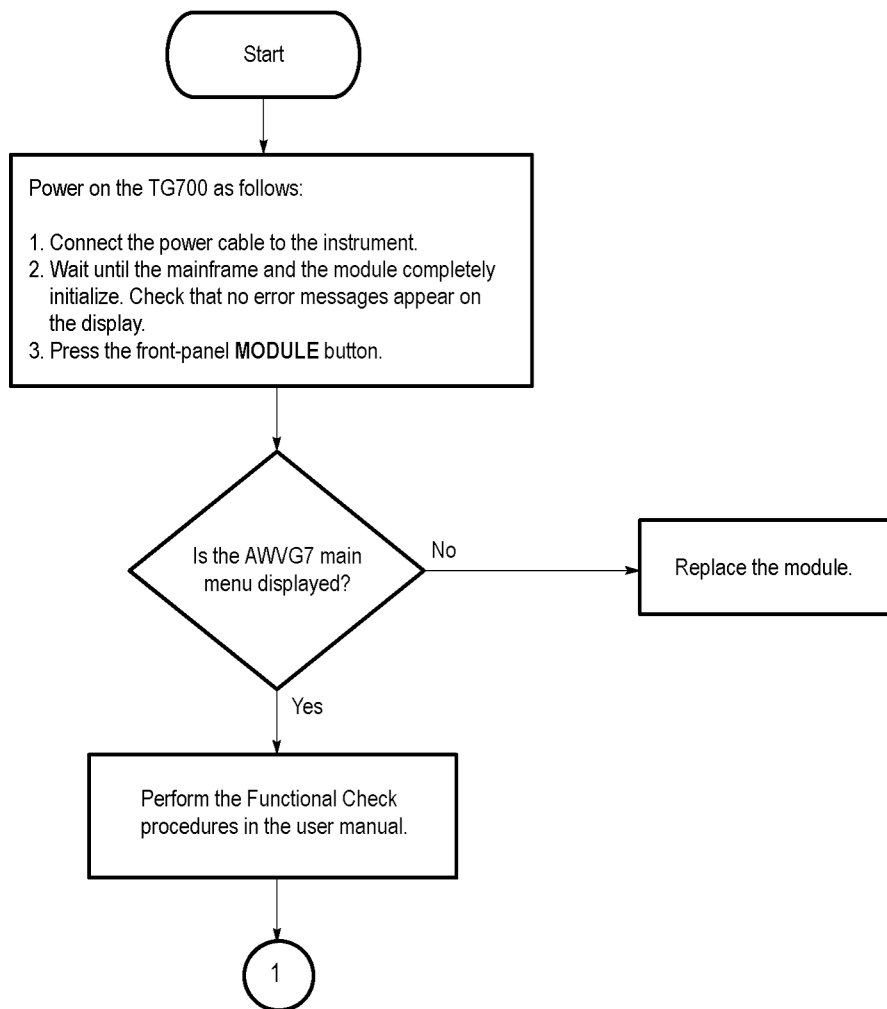 Start
Power on the TG700 as follows:
1. Connect the power cable to the instrument.
2. Wait until the mainframe and the module completely
initialize. Check that no error messages appear on
the display.
3. Press the front-panel MODULE button.
Is the AWVG7 main
menu displayed?
No
Replace the module.
Yes
Perform the Functional Check
procedures in the user manual.
1